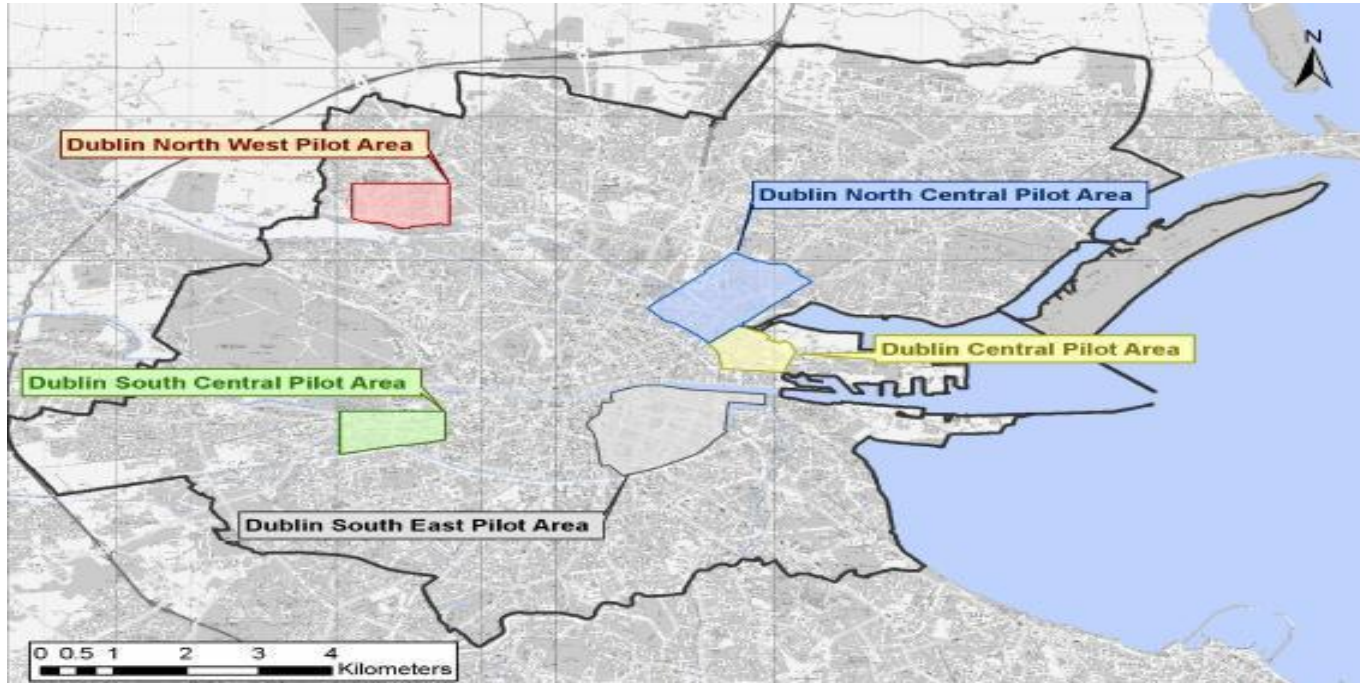 N
Dublin North West Pilot Area
Dublin North Central Pilot Area
Dublin Central Pilot Area
Dublin South Central Pilot Area
Dublin South East Pilot Area
0 0.5 1 2 3 4
Kilometers